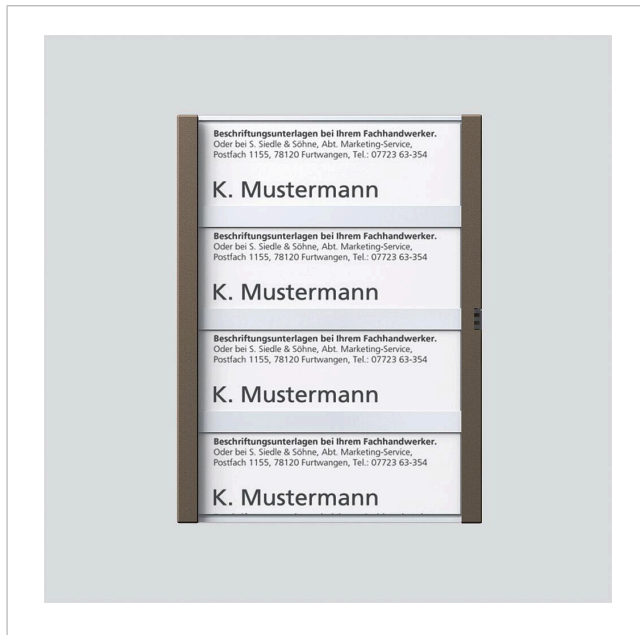 Beschriftungsunterlagen bei Ihrem Fachhandwerker.
Oder bei S. Siedle & Söhne, Abt. Marketing-Service,
Postfach 1155, 78120 Furtwangen, Tel.: 07723 63-354
K. Mustermann
Beschriftungsunterlagen bei Ihrem Fachhandwerker.
Oder bei S. Siedle & Söhne, Abt. Marketing-Service,
Postfach 1155, 78120 Furtwangen, Tel.: 07723 63-354
K. Mustermann
Beschriftungsunterlagen bei Ihrem Fachhandwerker.
Oder bei S. Siedle & Söhne, Abt. Marketing-Service,
Postfach 1155, 78120 Furtwangen, Tel.: 07723 63-354
K. Mustermann
Beschriftungsunterlagen bei Ihrem Fachhandwerker.
Oder bei S. Siedle & Söhne, Abt. Marketing-Service,
Postfach 1155, 78120 Furtwangen, Tel.: 07723 63-354
K. Mustermann